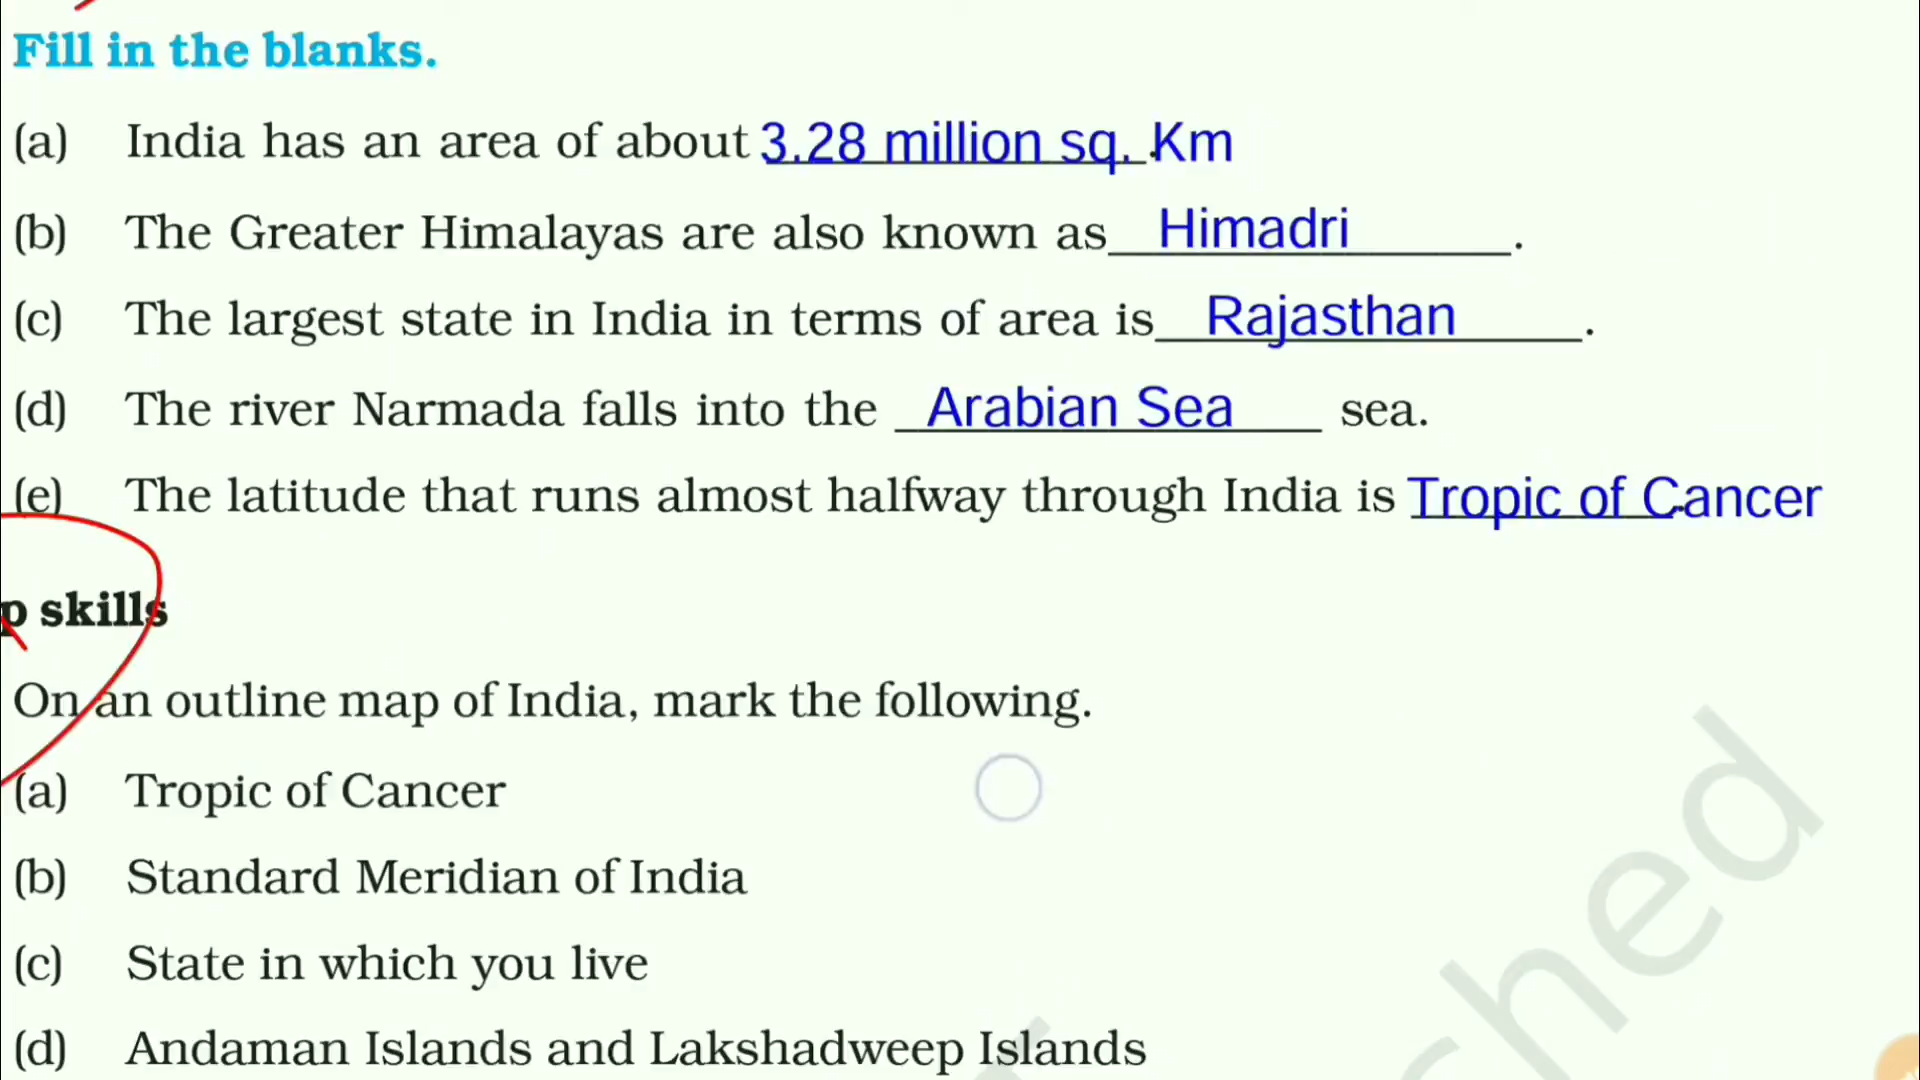 Fill in the blanks.
(a) India has an area of about 3.28 million sq. Km.
(b) The Greater Himalayas are also known as Himadri.
(c) The largest state in India in terms of area is Rajasthan.
(d) The river Narmada falls into the Arabian Sea sea.
(e) The latitude that runs almost halfway through India is Tropic of Cancer.
p skills
On an outline map of India, mark the following.
(a) Tropic of Cancer
(b) Standard Meridian of India
(c) State in which you live
(d) Andaman Islands and Lakshadweep Islands
shed